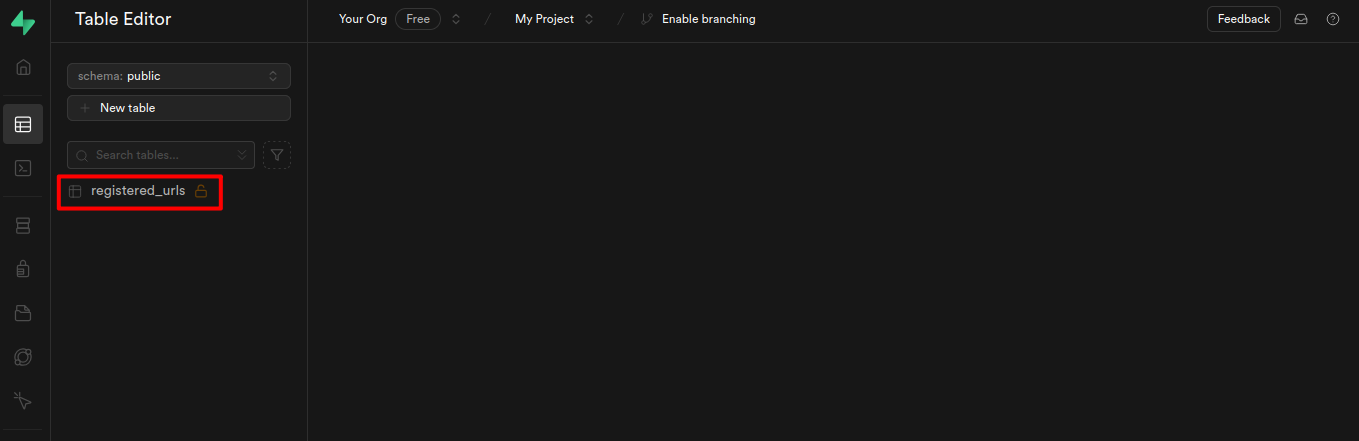 Table Editor
Your Org Free / My Project / Enable branching
Feedback
schema: public
New table
Search tables...
registered_urls